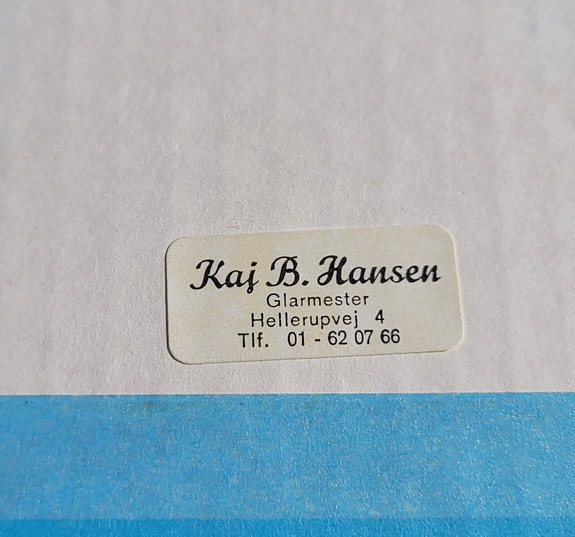 Kaj B. Hansen
Glarmester
Hellerupvej 4
Tlf. 01 - 62 07 66